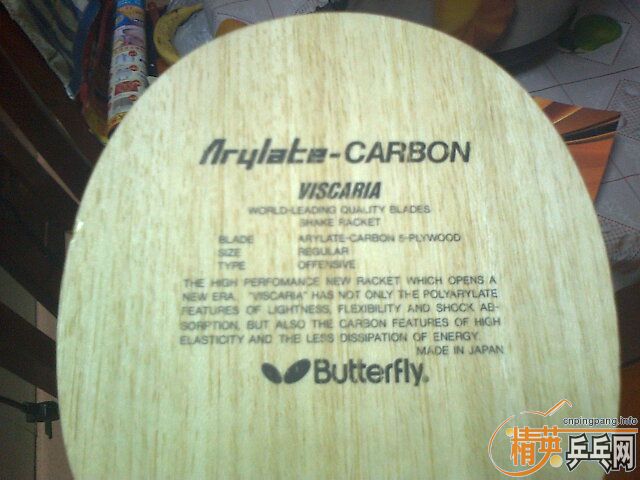 Arylate-CARBON
VISCARIA
WORLD-LEADING QUALITY BLADES
SHAKE RACKET
BLADE ARYLATE-CARBON 5-PLYWOOD
SIZE REGULAR
TYPE OFFENSIVE
THE HIGH PERFOMANCE NEW RACKET WHICH OPENS A
NEW ERA. "VISCARIA" HAS NOT ONLY THE POLYARYLATE
FEATURES OF LIGHTNESS, FLEXIBILITY AND SHOCK AB-
SORPTION, BUT ALSO THE CARBON FEATURES OF HIGH
ELASTICITY AND THE LESS DISSIPATION OF ENERGY.
MADE IN JAPAN
Butterfly®
cnpingpang.info
精英乒乓网